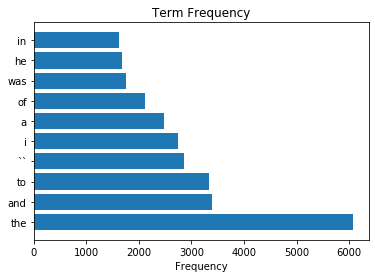 Term Frequency
in
he
was
of
a
i
``
to
and
the
0 1000 2000 3000 4000 5000 6000
Frequency